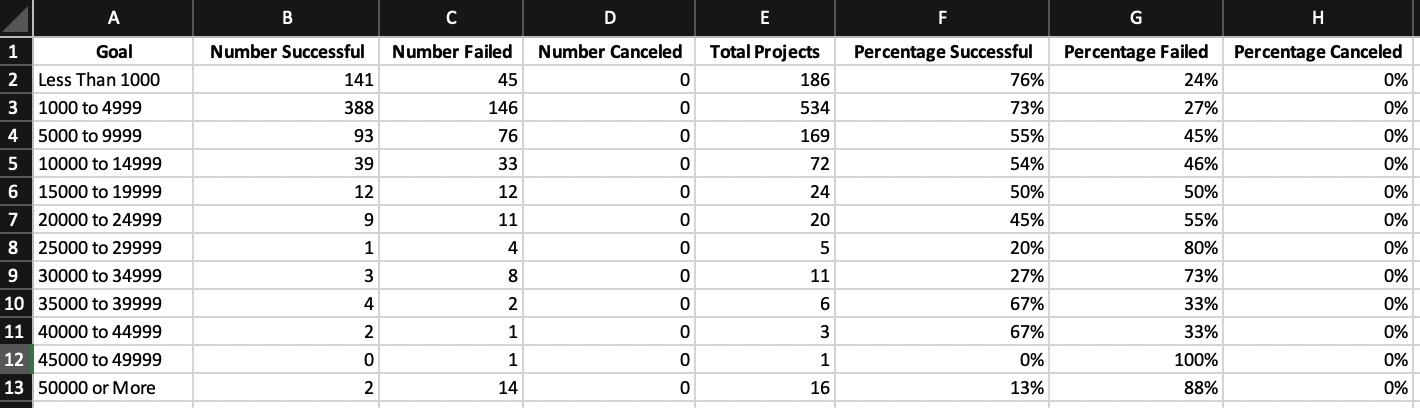 A B C D E F G H
1 Goal Number Successful Number Failed Number Canceled Total Projects Percentage Successful Percentage Failed Percentage Canceled
2 Less Than 1000 141 45 0 186 76% 24% 0%
3 1000 to 4999 388 146 0 534 73% 27% 0%
4 5000 to 9999 93 76 0 169 55% 45% 0%
5 10000 to 14999 39 33 0 72 54% 46% 0%
6 15000 to 19999 12 12 0 24 50% 50% 0%
7 20000 to 24999 9 11 0 20 45% 55% 0%
8 25000 to 29999 1 4 0 5 20% 80% 0%
9 30000 to 34999 3 8 0 11 27% 73% 0%
10 35000 to 39999 4 2 0 6 67% 33% 0%
11 40000 to 44999 2 1 0 3 67% 33% 0%
12 45000 to 49999 0 1 0 1 0% 100% 0%
13 50000 or More 2 14 0 16 13% 88% 0%